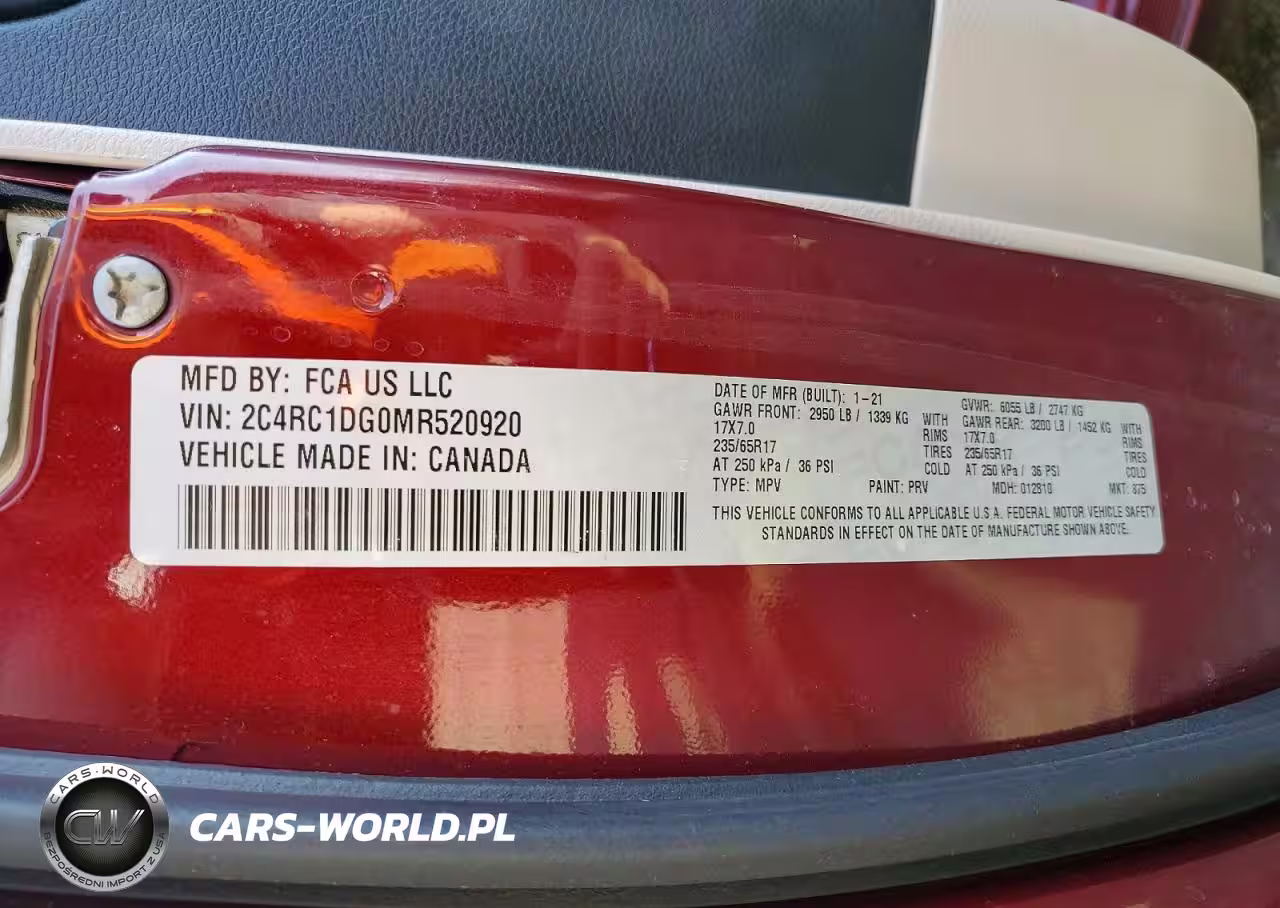 MFD BY: FCA US LLC
VIN: 2C4RC1DG0MR520920
VEHICLE MADE IN: CANADA
DATE OF MFR (BUILT): 1-21 GVWR: 6055 LB / 2747 KG
GAWR FRONT: 2950 LB / 1339 KG WITH GAWR REAR: 3200 LB / 1452 KG WITH
17X7.0 RIMS 17X7.0 RIMS
235/65R17 TIRES 235/65R17 TIRES
AT 250 kPa / 36 PSI COLD AT 250 kPa / 36 PSI COLD
TYPE: MPV PAINT: PRV MDH: 012810 MKT: 875
THIS VEHICLE CONFORMS TO ALL APPLICABLE U.S.A. FEDERAL MOTOR VEHICLE SAFETY
STANDARDS IN EFFECT ON THE DATE OF MANUFACTURE SHOWN ABOVE.
CARS-WORLD
CW
BEZPOŚREDNI IMPORT Z USA
CARS-WORLD.PL